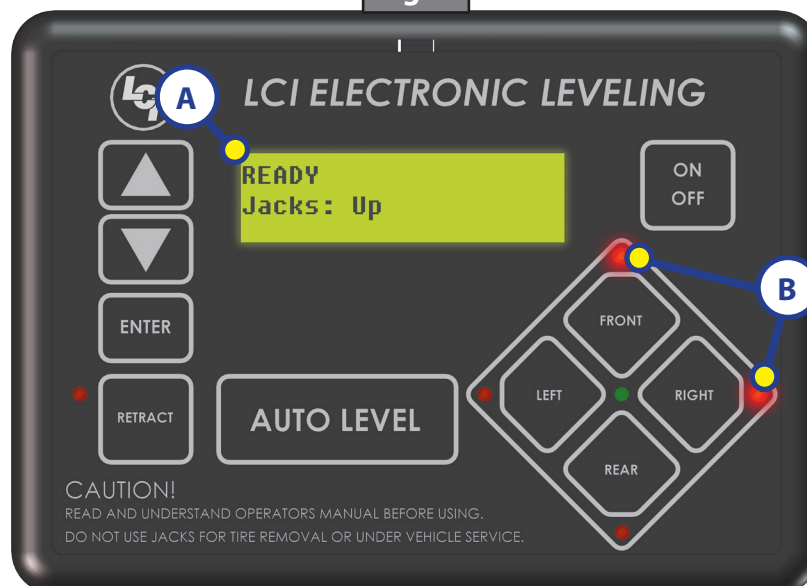 LCI
A
LCI ELECTRONIC LEVELING
READY
Jacks: Up
ON
OFF
B
ENTER
FRONT
LEFT
RIGHT
RETRACT
AUTO LEVEL
REAR
CAUTION!
READ AND UNDERSTAND OPERATORS MANUAL BEFORE USING.
DO NOT USE JACKS FOR TIRE REMOVAL OR UNDER VEHICLE SERVICE.